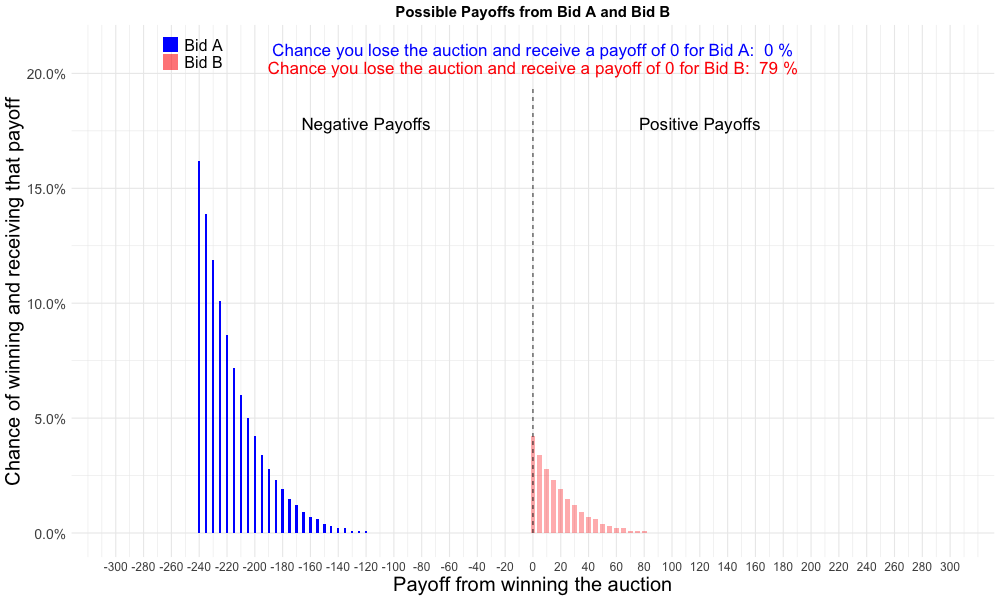 Possible Payoffs from Bid A and Bid B
Bid A
Bid B
Chance you lose the auction and receive a payoff of 0 for Bid A:  0 %
Chance you lose the auction and receive a payoff of 0 for Bid B:  79 %
Negative Payoffs
Positive Payoffs
Chance of winning and receiving that payoff
20.0%
15.0%
10.0%
5.0%
0.0%
-300 -280 -260 -240 -220 -200 -180 -160 -140 -120 -100 -80 -60 -40 -20 0 20 40 60 80 100 120 140 160 180 200 220 240 260 280 300
Payoff from winning the auction